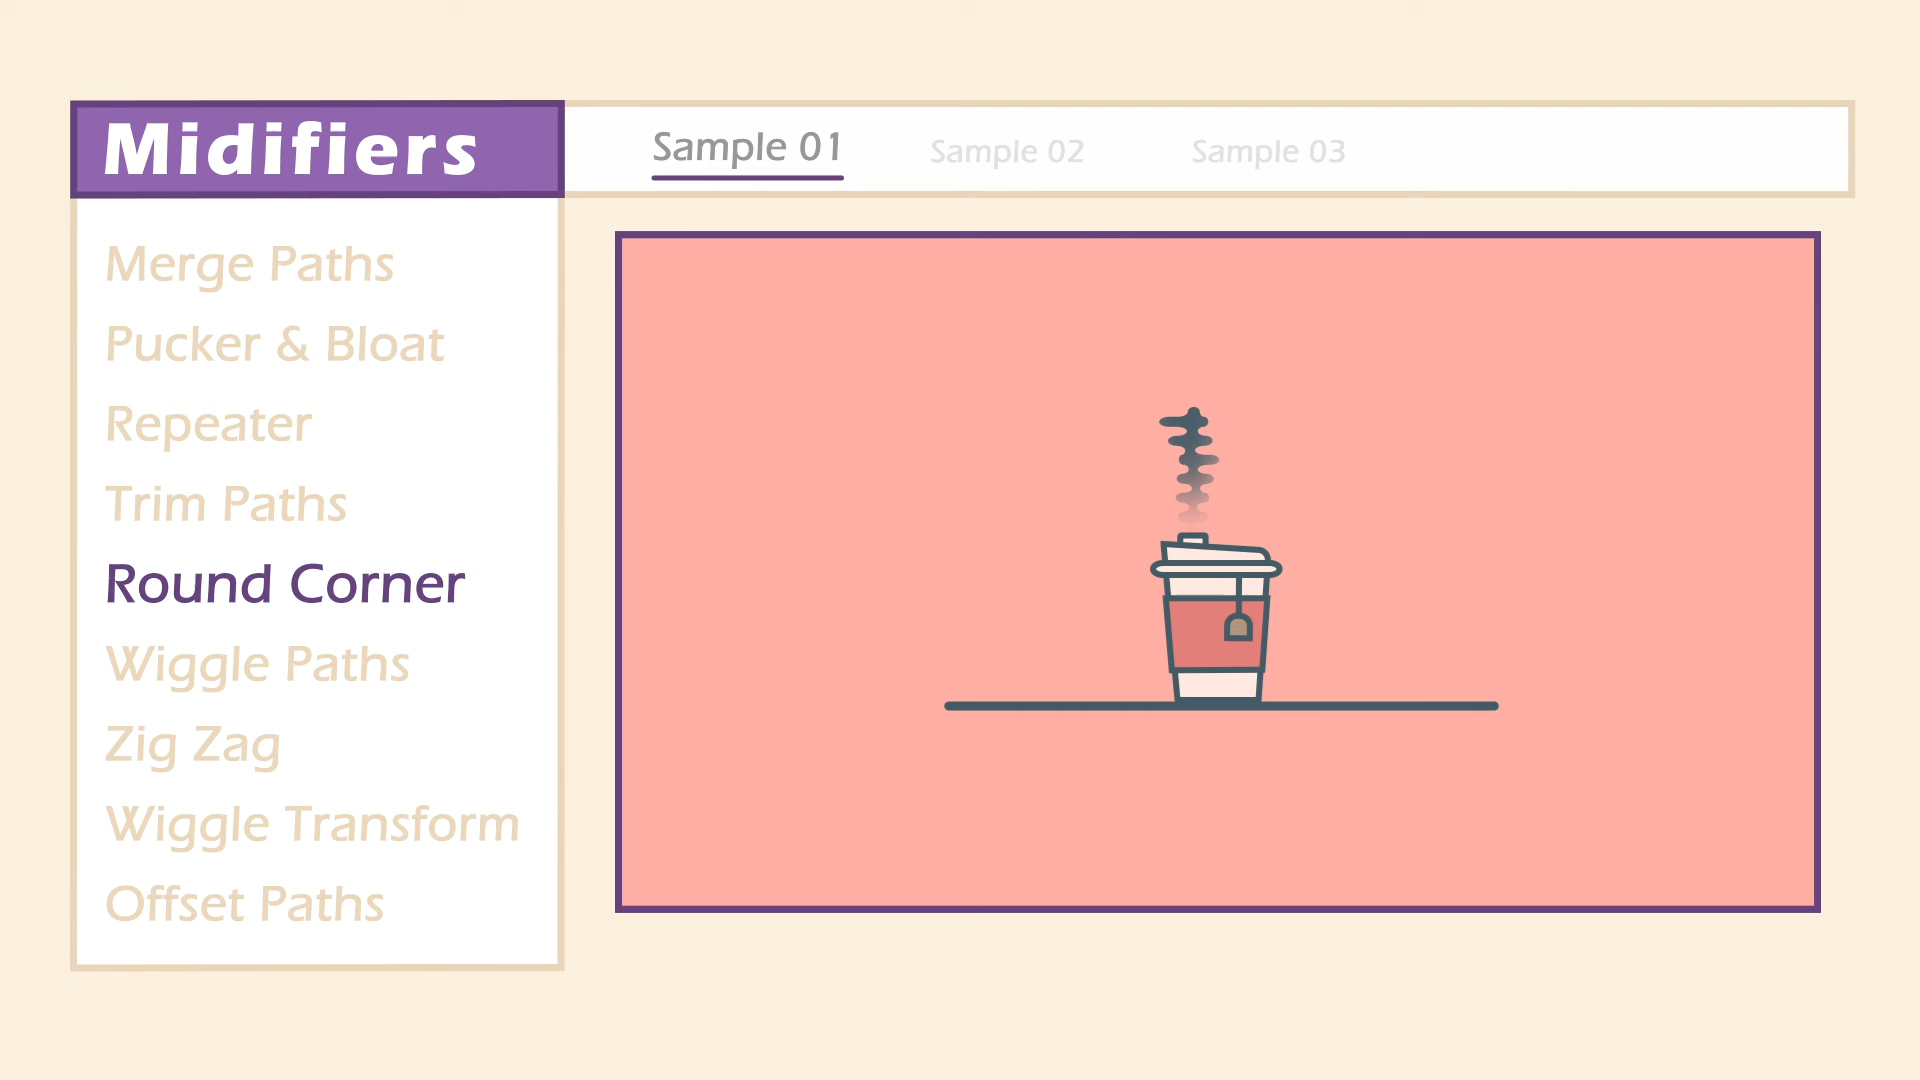 Midifiers
Sample 01
Sample 02
Sample 03
Merge Paths
Pucker & Bloat
Repeater
Trim Paths
Round Corner
Wiggle Paths
Zig Zag
Wiggle Transform
Offset Paths